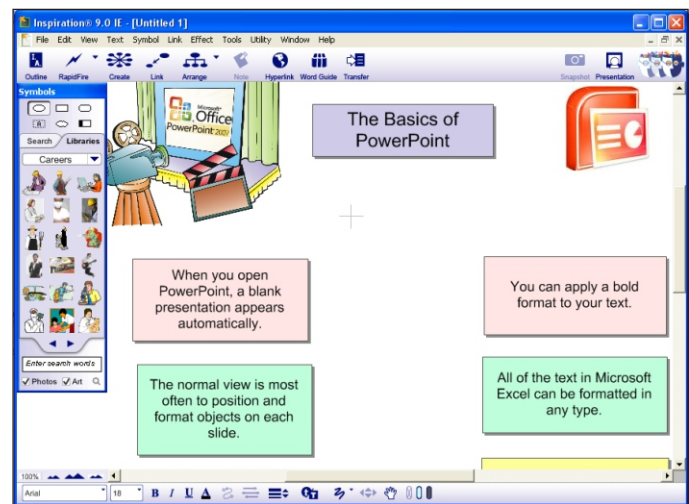 Inspiration® 9.0 IE - [Untitled 1]
File Edit View Text Symbol Link Effect Tools Utility Window Help
Outline RapidFire Create Link Arrange Note Hyperlink Word Guide Transfer Snapshot Presentation
Symbols
A
Search Libraries
Careers
Enter search words
Photos Art
Microsoft
Office
PowerPoint 2007
The Basics of
PowerPoint
When you open
PowerPoint, a blank
presentation appears
automatically.
You can apply a bold
format to your text.
The normal view is most
often to position and
format objects on each
slide.
All of the text in Microsoft
Excel can be formatted in
any type.
100%
Arial 18 B I U A